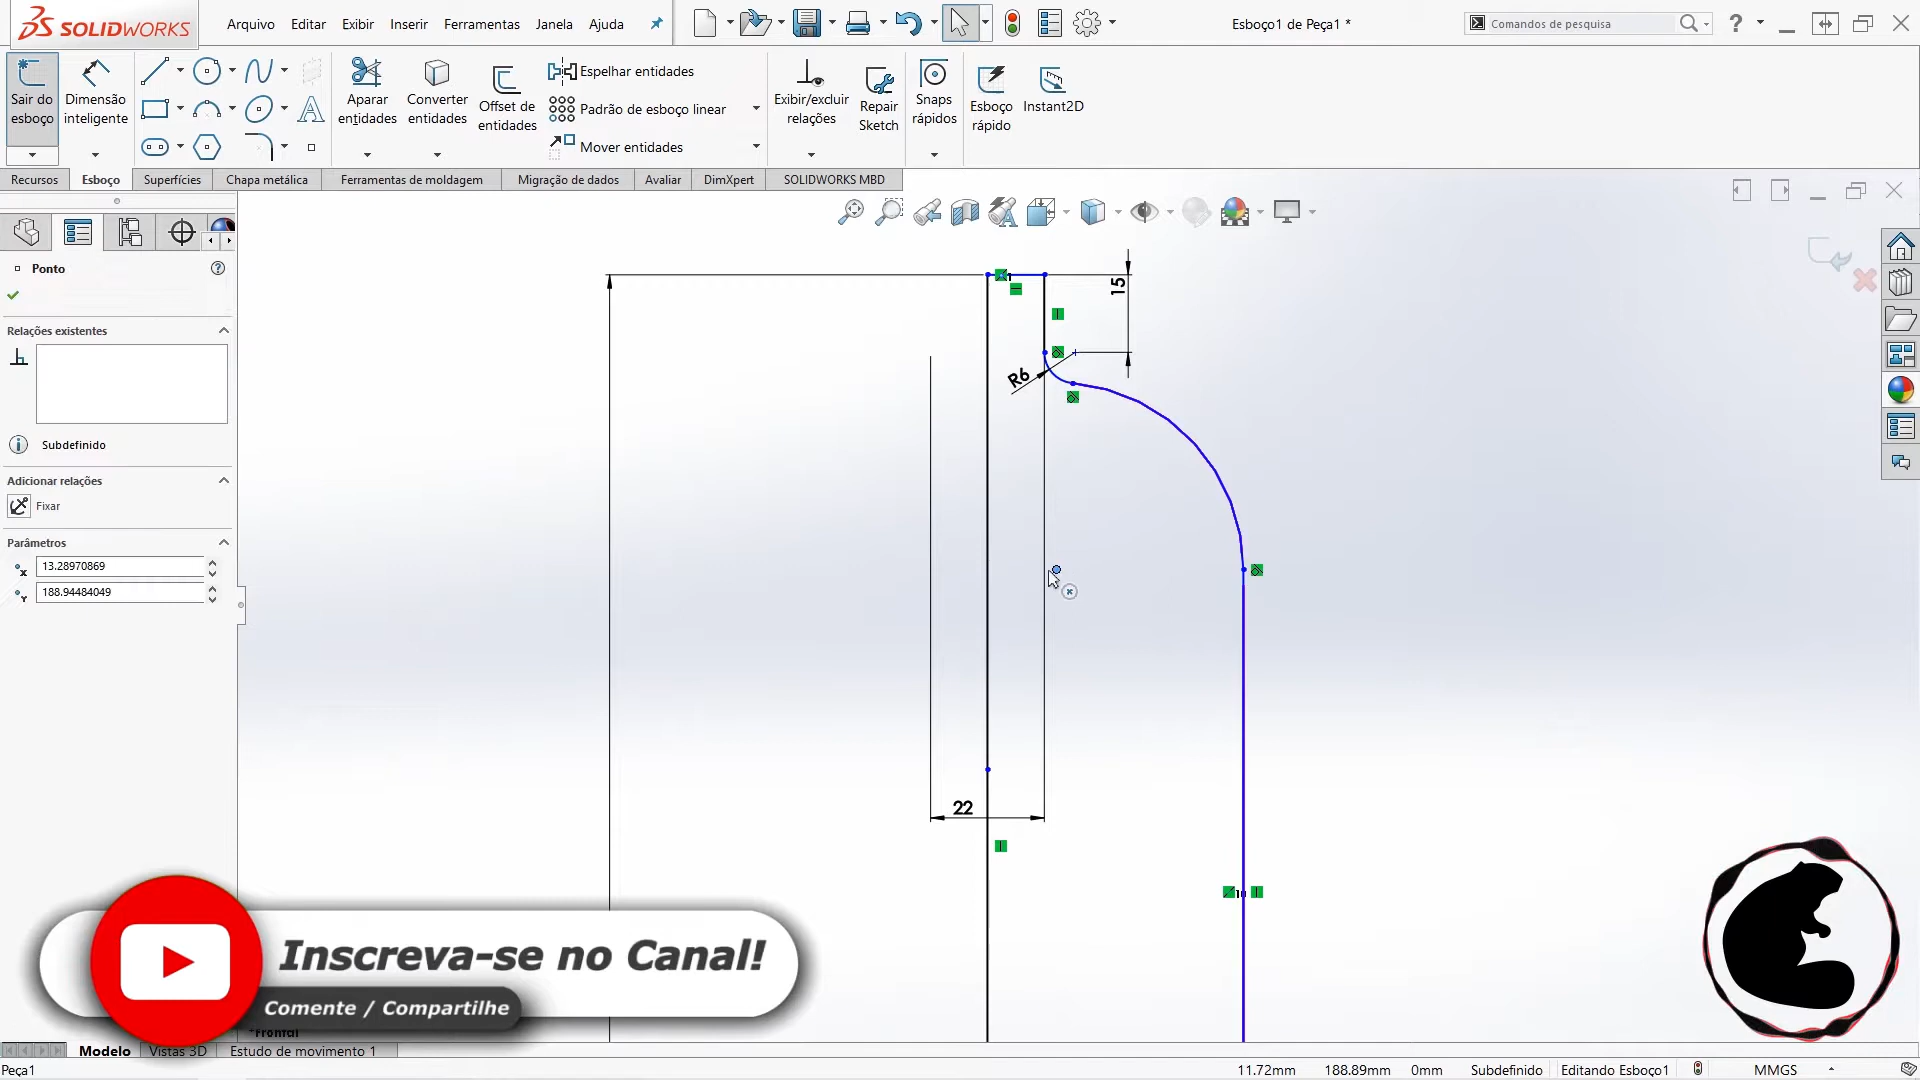 SOLIDWORKS
Arquivo Editar Exibir Inserir Ferramentas Janela Ajuda
Esboço1 de Peça1 *
Comandos de pesquisa
?
Sair do esboço
Dimensão inteligente
Aparar entidades
Converter entidades
Offset de entidades
Espelhar entidades
Padrão de esboço linear
Mover entidades
Exibir/excluir relações
Repair Sketch
Snaps rápidos
Esboço rápido
Instant2D
Recursos Esboço Superfícies Chapa metálica Ferramentas de moldagem Migração de dados Avaliar DimXpert SOLIDWORKS MBD
Ponto
Relações existentes
Subdefinido
Adicionar relações
Fixar
Parâmetros
13.28970869
188.94484049
15
R6
22
Inscreva-se no Canal!
Comente / Compartilhe
*Frontal
Modelo Vistas 3D Estudo de movimento 1
Peça1
11.72mm 188.89mm 0mm Subdefinido Editando Esboço1 MMGS